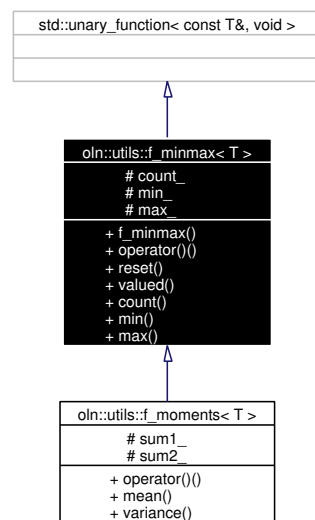 std::unary_function< const T&, void >
oln::utils::f_minmax< T >
# count_
# min_
# max_
+ f_minmax()
+ operator()()
+ reset()
+ valued()
+ count()
+ min()
+ max()
oln::utils::f_moments< T >
# sum1_
# sum2_
+ operator()()
+ mean()
+ variance()